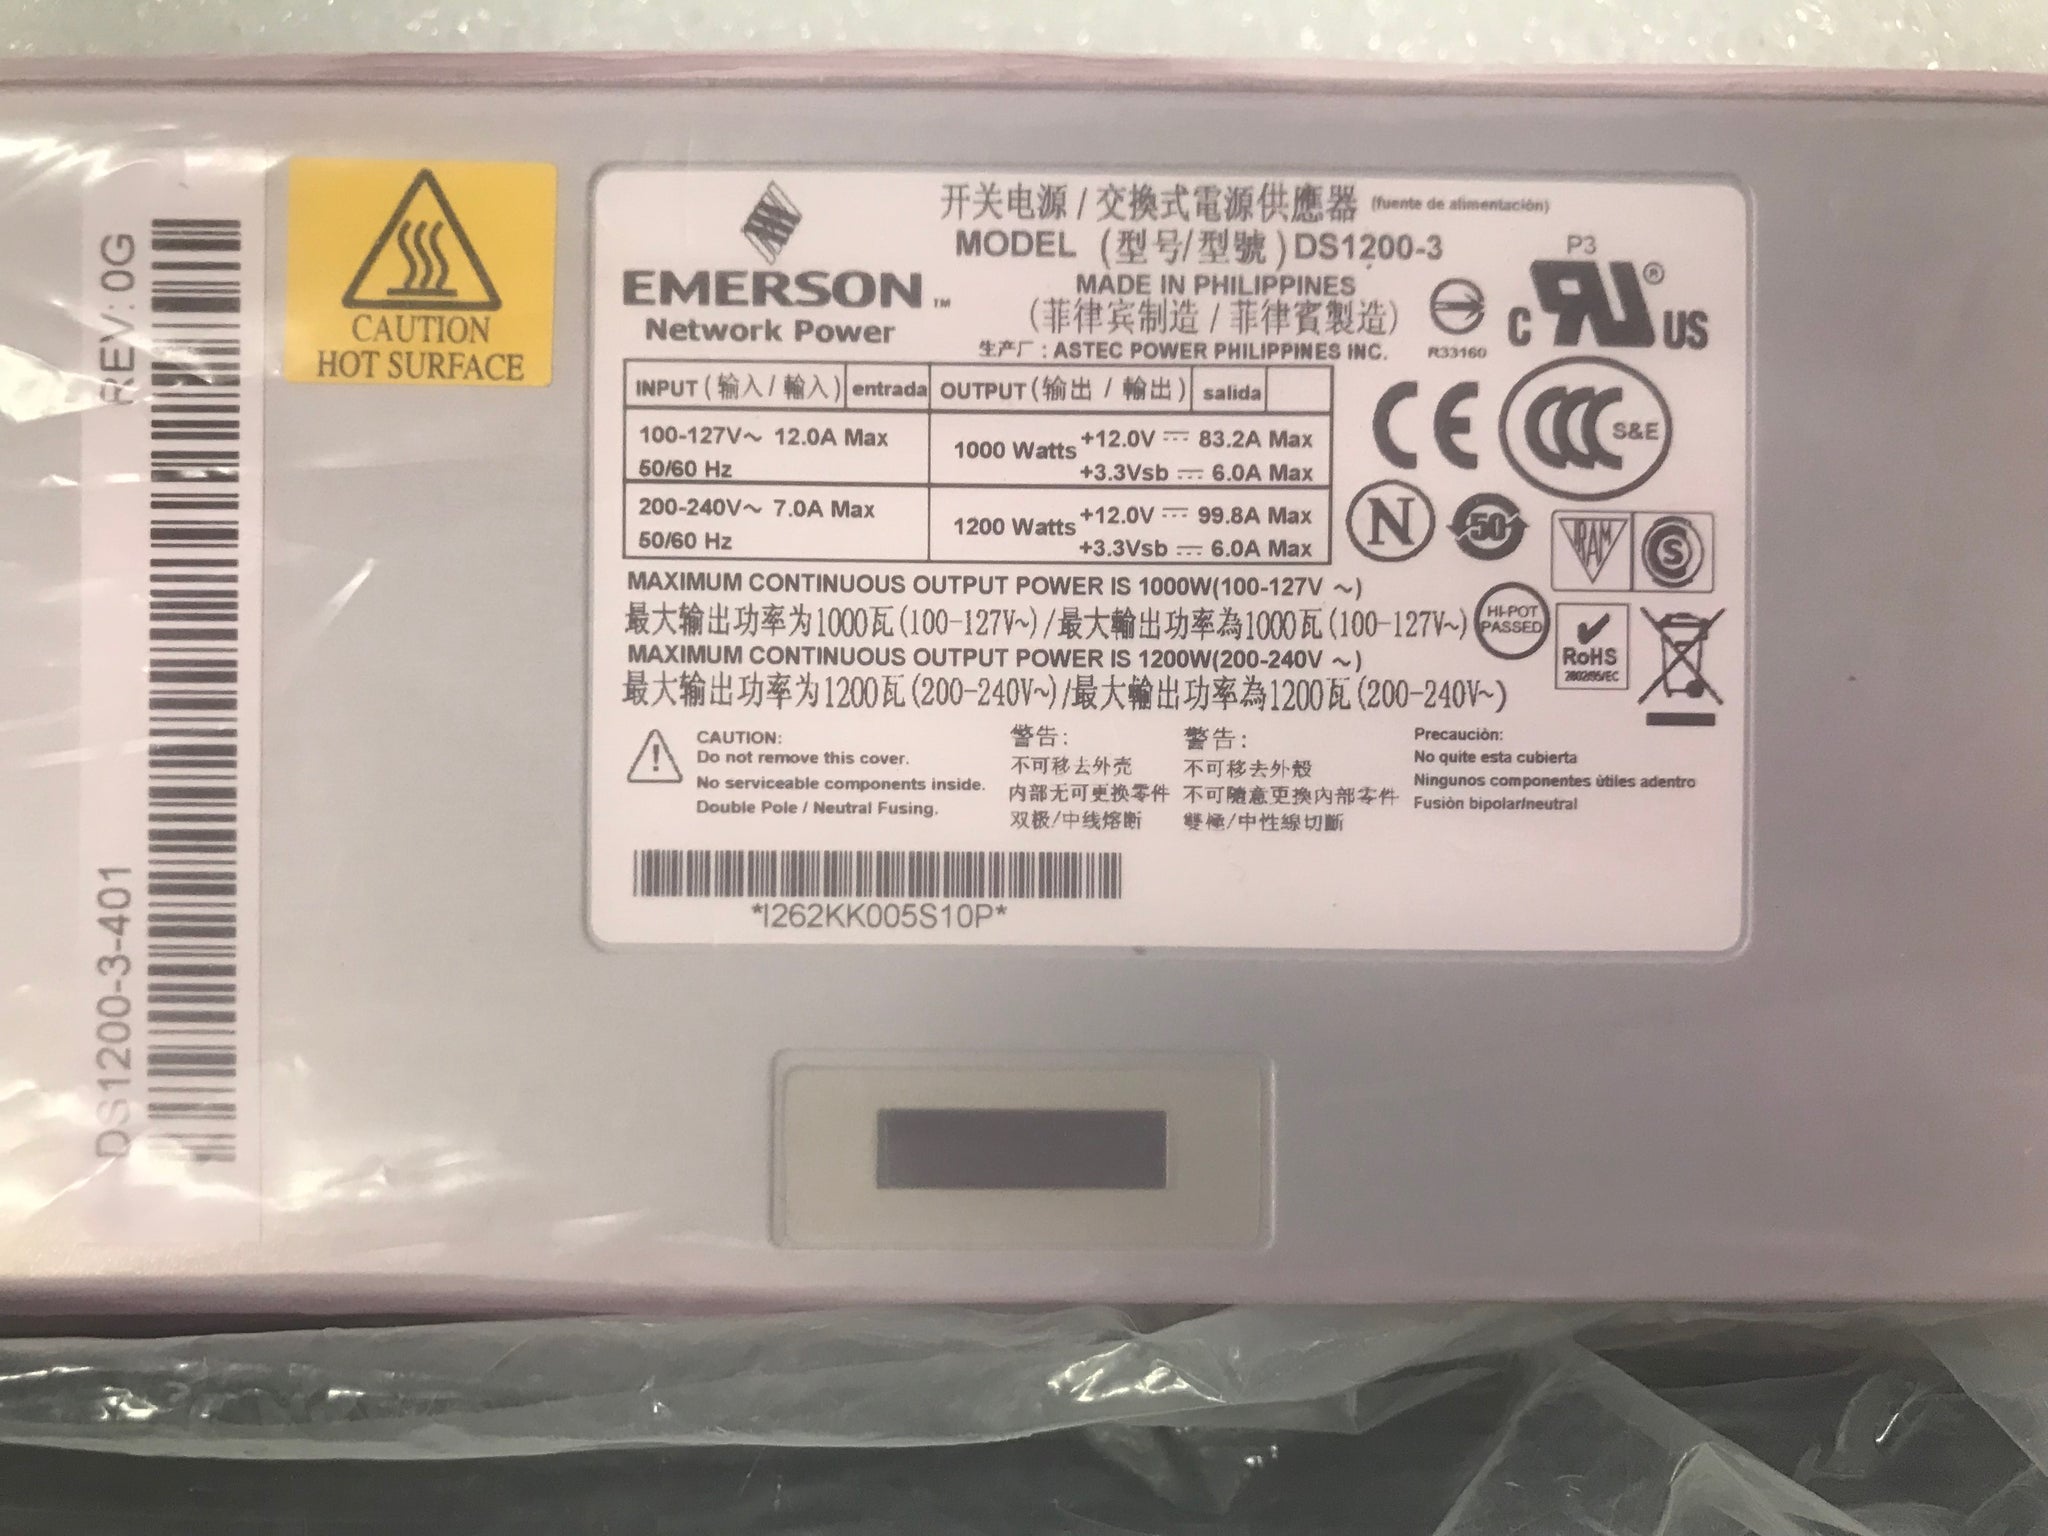 REV: 0G
DS1200-3-401
CAUTION
HOT SURFACE
EMERSON™
Network Power
开关电源 / 交換式電源供應器 (fuente de alimentación)
MODEL (型号/型號) DS1200-3
MADE IN PHILIPPINES
(菲律宾制造 / 菲律賓製造)
生产厂 : ASTEC POWER PHILIPPINES INC.
R33160
P3
C RU ® US
INPUT (输入 / 輸入) entrada OUTPUT (输出 / 輸出) salida
100-127V~ 12.0A Max
50/60 Hz
1000 Watts +12.0V ⎓ 83.2A Max
+3.3Vsb ⎓ 6.0A Max
200-240V~ 7.0A Max
50/60 Hz
1200 Watts +12.0V ⎓ 99.8A Max
+3.3Vsb ⎓ 6.0A Max
CE
CCC S&E
N
50
IRAM
S
MAXIMUM CONTINUOUS OUTPUT POWER IS 1000W(100-127V ~)
最大输出功率为1000瓦(100-127V~)/最大輸出功率為1000瓦(100-127V~)
MAXIMUM CONTINUOUS OUTPUT POWER IS 1200W(200-240V ~)
最大输出功率为1200瓦(200-240V~)/最大輸出功率為1200瓦(200-240V~)
HI-POT
PASSED
RoHS
2002/95/EC
CAUTION:
Do not remove this cover.
No serviceable components inside.
Double Pole / Neutral Fusing.
警告:
不可移去外壳
内部无可更换零件
双极/中线熔断
警告:
不可移去外殼
不可隨意更換內部零件
雙極/中性線切斷
Precaución:
No quite esta cubierta
Ningunos componentes útiles adentro
Fusión bipolar/neutral
*I262KK005S10P*